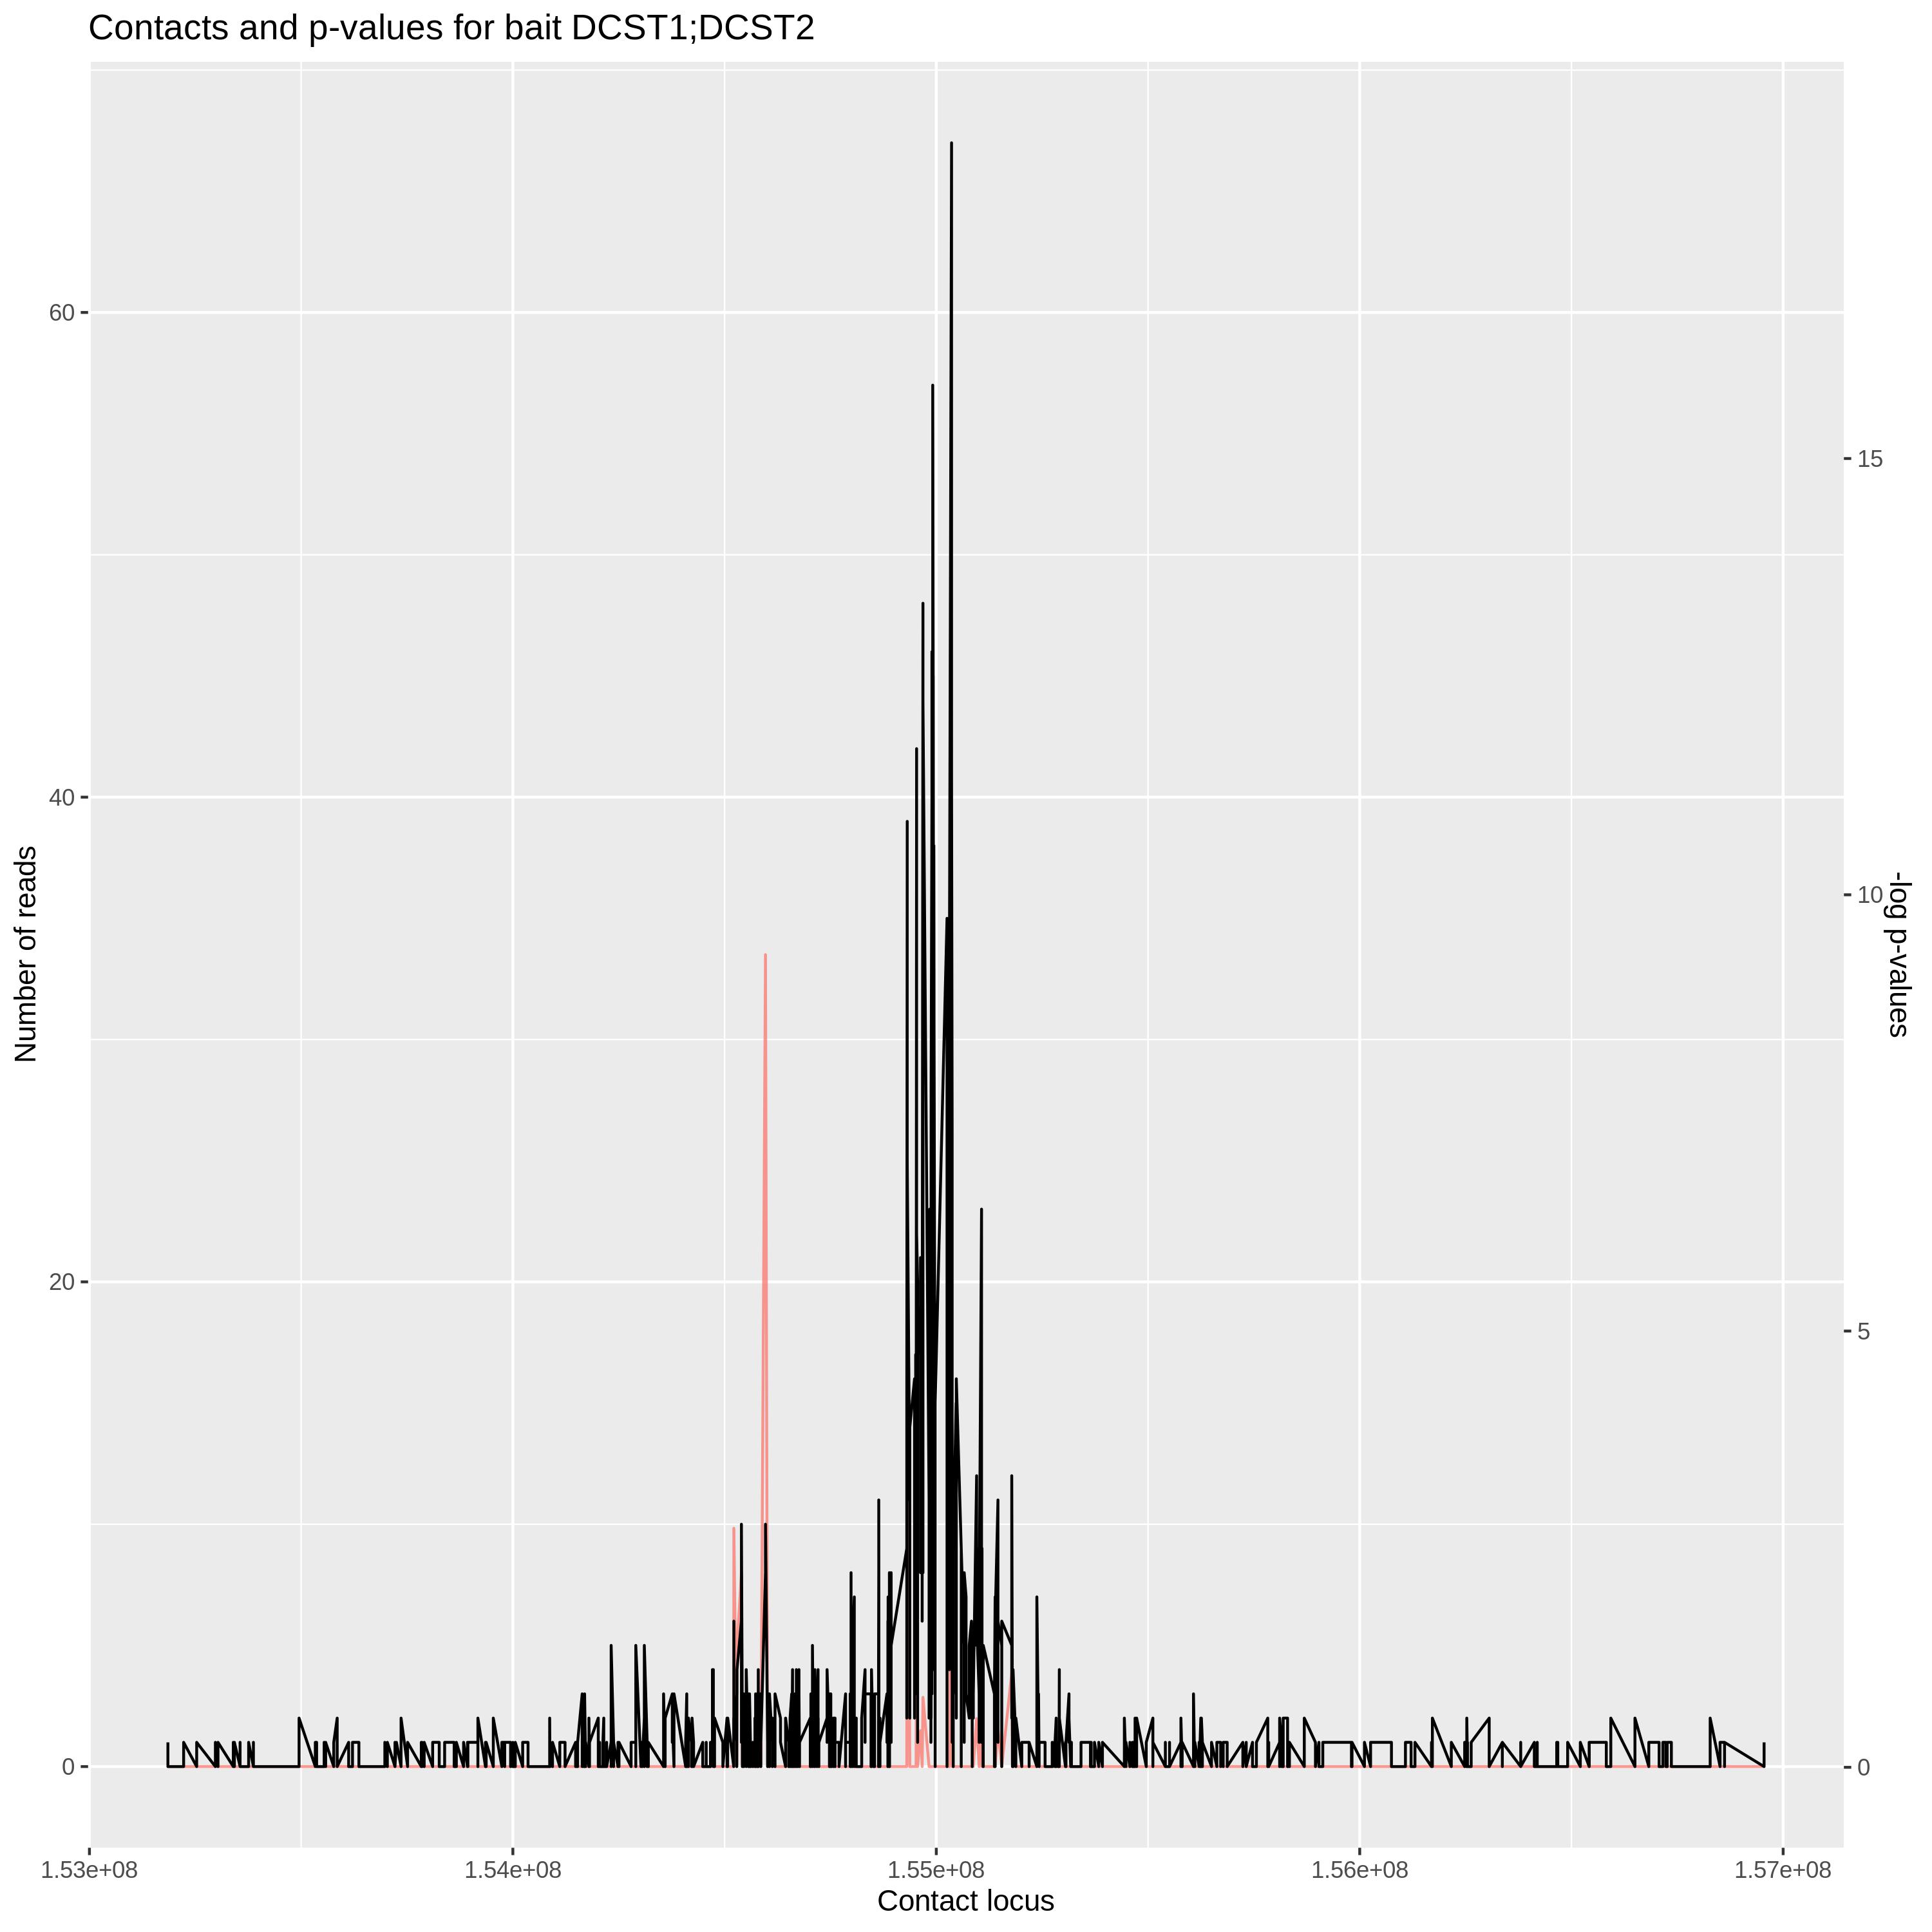 Contacts and p-values for bait DCST1;DCST2
Number of reads
60
40
20
0
15
10
5
0
-log p-values
1.53e+08 1.54e+08 1.55e+08 1.56e+08 1.57e+08
Contact locus